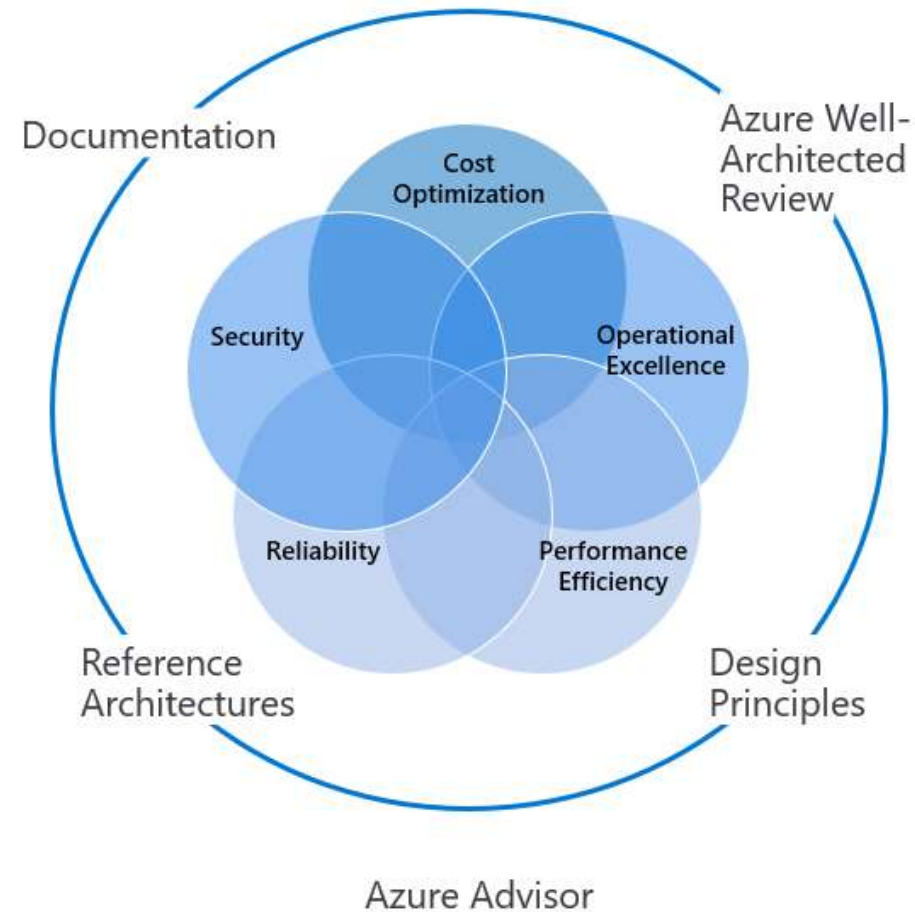 Documentation
Azure Well-
Architected
Review
Cost
Optimization
Security
Operational
Excellence
Reliability
Performance
Efficiency
Reference
Architectures
Design
Principles
Azure Advisor